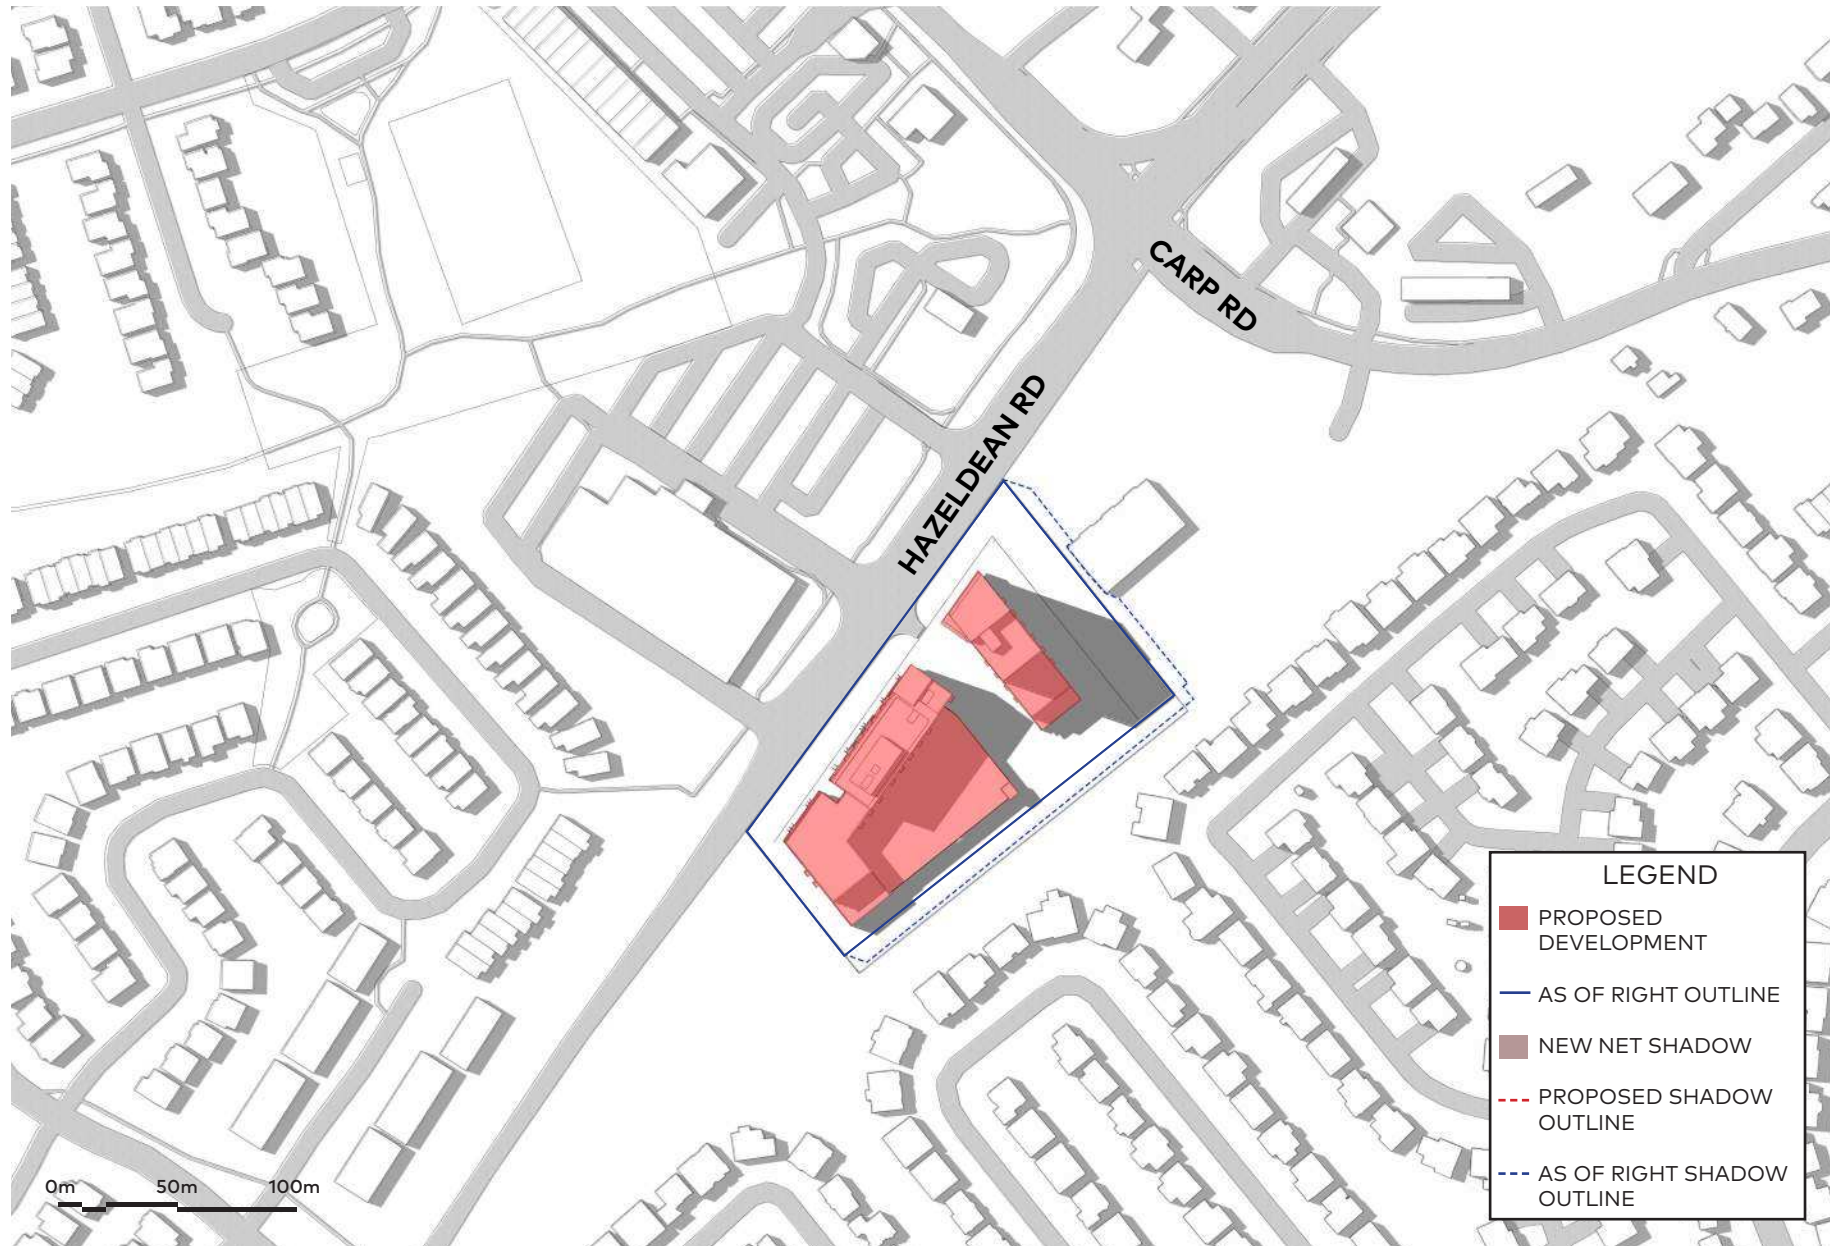 CARP RD
HAZELDEAN RD
LEGEND
PROPOSED
DEVELOPMENT
AS OF RIGHT OUTLINE
NEW NET SHADOW
PROPOSED SHADOW
OUTLINE
AS OF RIGHT SHADOW
OUTLINE
0m 50m 100m